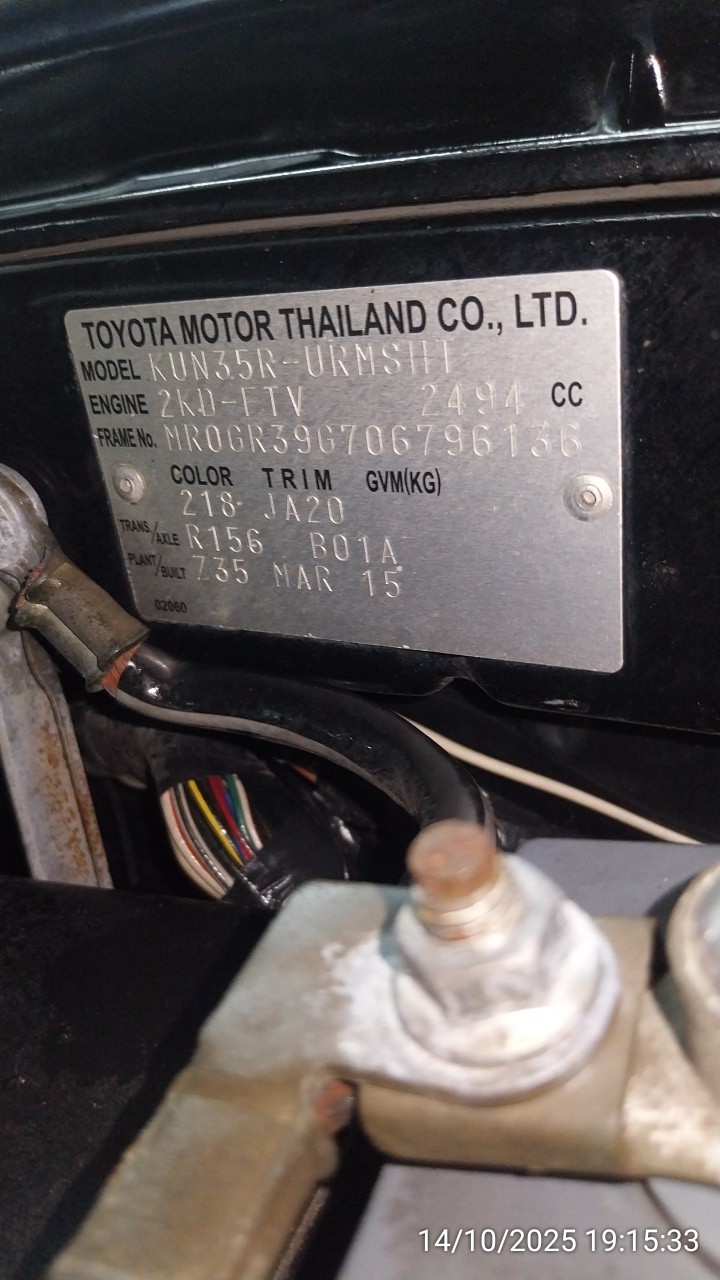 TOYOTA MOTOR THAILAND CO., LTD.
MODEL KUN35R-URMSHT
ENGINE 2KD-FTV 2494 CC
FRAME No. MR0GR39G706796136
COLOR TRIM GVM(KG)
218 JA20
TRANS./AXLE R156 B01A
PLANT/BUILT Z35 MAR 15
02060
14/10/2025 19:15:33